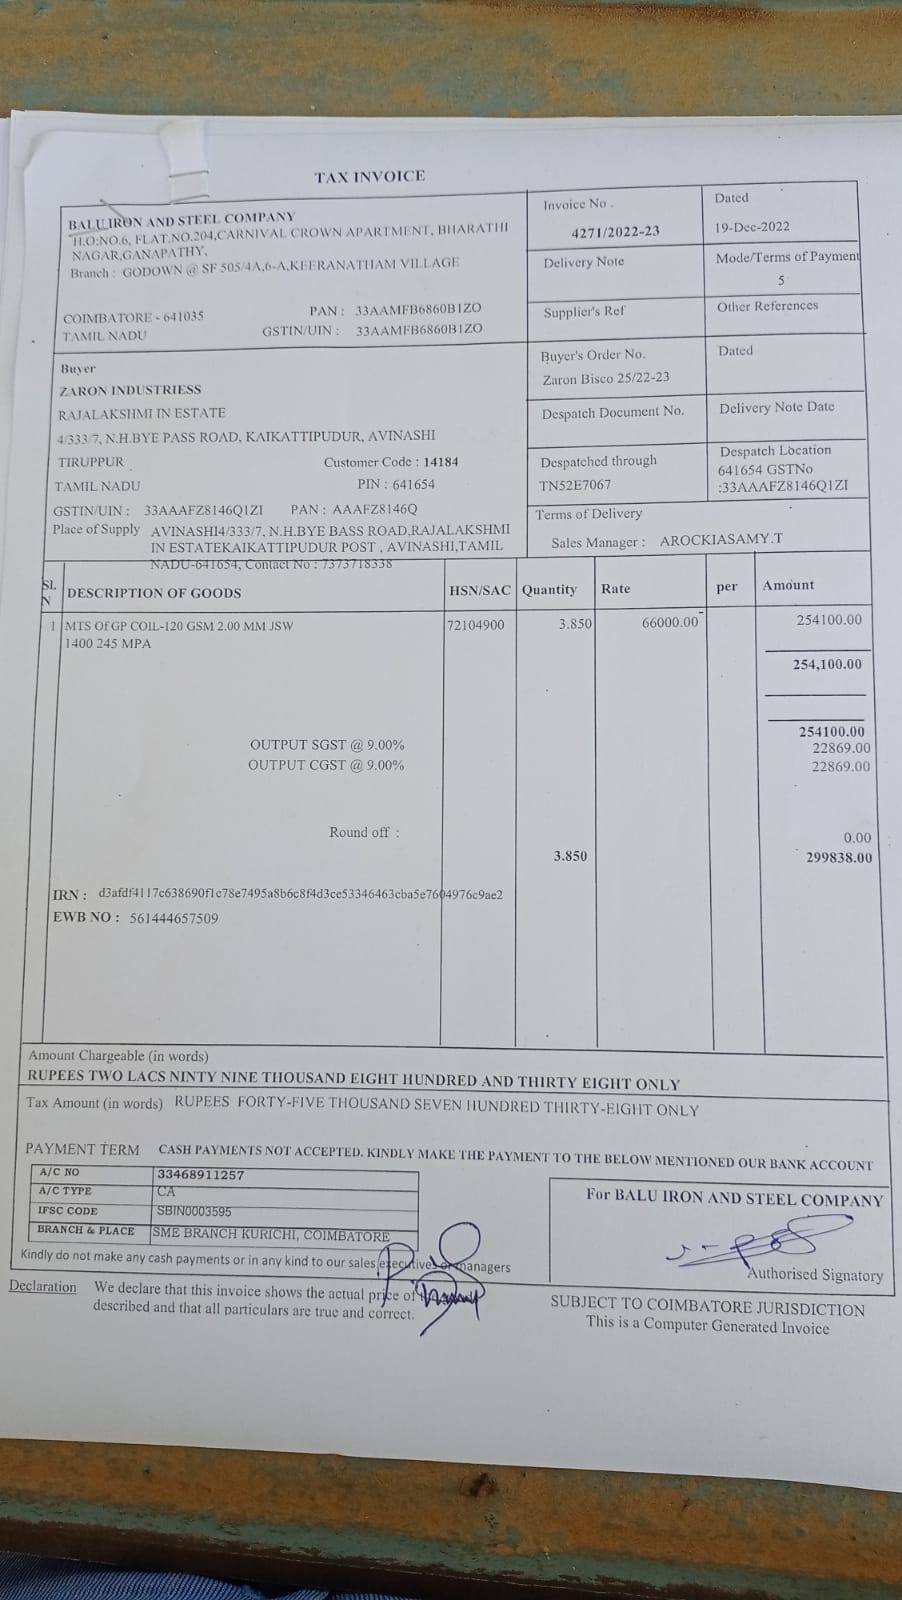 TAX INVOICE
BALU IRON AND STEEL COMPANY
H.O:NO.6, FLAT.NO.204,CARNIVAL CROWN APARTMENT, BHARATHI
NAGAR,GANAPATHY,
Branch : GODOWN @ SF 505/4A,6-A,KEERANATHAM VILLAGE
COIMBATORE - 641035
PAN : 33AAMFB6860B1ZO
TAMIL NADU
GSTIN/UIN : 33AAMFB6860B1ZO
Invoice No .
4271/2022-23
Dated
19-Dec-2022
Delivery Note
Mode/Terms of Payment
5
Supplier's Ref
Other References
Buyer's Order No.
Zaron Bisco 25/22-23
Dated
Despatch Document No.
Delivery Note Date
Despatched through
TN52E7067
Despatch Location
641654 GSTNo
:33AAAFZ8146Q1ZI
Terms of Delivery
Sales Manager : AROCKIASAMY.T
Buyer
ZARON INDUSTRIESS
RAJALAKSHMI IN ESTATE
4/333/7, N.H.BYE PASS ROAD, KAIKATTIPUDUR, AVINASHI
TIRUPPUR
Customer Code : 14184
TAMIL NADU
PIN : 641654
GSTIN/UIN : 33AAAFZ8146Q1ZI PAN : AAAFZ8146Q
Place of Supply AVINASHI4/333/7, N.H.BYE BASS ROAD,RAJALAKSHMI
IN ESTATEKAIKATTIPUDUR POST , AVINASHI,TAMIL
NADU-641654, Contact No : 7373718338
Sl.
N DESCRIPTION OF GOODS HSN/SAC Quantity Rate per Amount
1 MTS Of GP COIL-120 GSM 2.00 MM JSW 72104900 3.850 66000.00 254100.00
1400 245 MPA
254,100.00
254100.00
OUTPUT SGST @ 9.00% 22869.00
OUTPUT CGST @ 9.00% 22869.00
Round off : 0.00
3.850 299838.00
IRN : d3afdf4117c638690f1c78e7495a8b6c8f4d3ce53346463cba5e7604976c9ae2
EWB NO : 561444657509
Amount Chargeable (in words)
RUPEES TWO LACS NINTY NINE THOUSAND EIGHT HUNDRED AND THIRTY EIGHT ONLY
Tax Amount (in words) RUPEES FORTY-FIVE THOUSAND SEVEN HUNDRED THIRTY-EIGHT ONLY
PAYMENT TERM CASH PAYMENTS NOT ACCEPTED. KINDLY MAKE THE PAYMENT TO THE BELOW MENTIONED OUR BANK ACCOUNT
A/C NO 33468911257
A/C TYPE CA
IFSC CODE SBIN0003595
BRANCH & PLACE SME BRANCH KURICHI, COIMBATORE
Kindly do not make any cash payments or in any kind to our sales executives or managers
For BALU IRON AND STEEL COMPANY
Authorised Signatory
Declaration We declare that this invoice shows the actual price of
described and that all particulars are true and correct.
SUBJECT TO COIMBATORE JURISDICTION
This is a Computer Generated Invoice